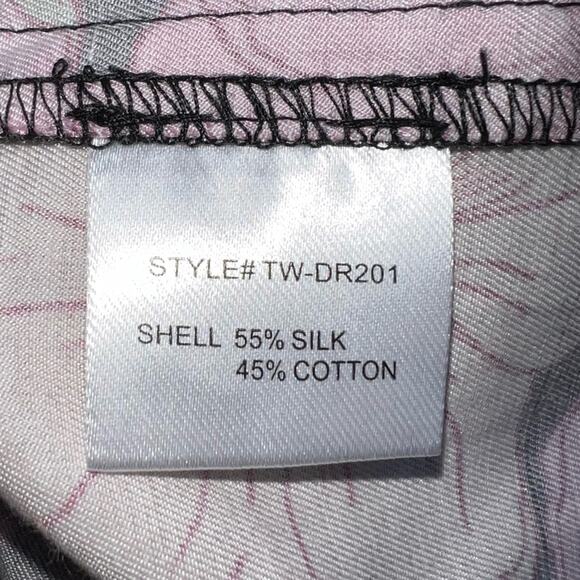 STYLE# TW-DR201
SHELL 55% SILK
45% COTTON